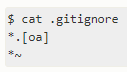 $ cat .gitignore
*.[oa]
*~